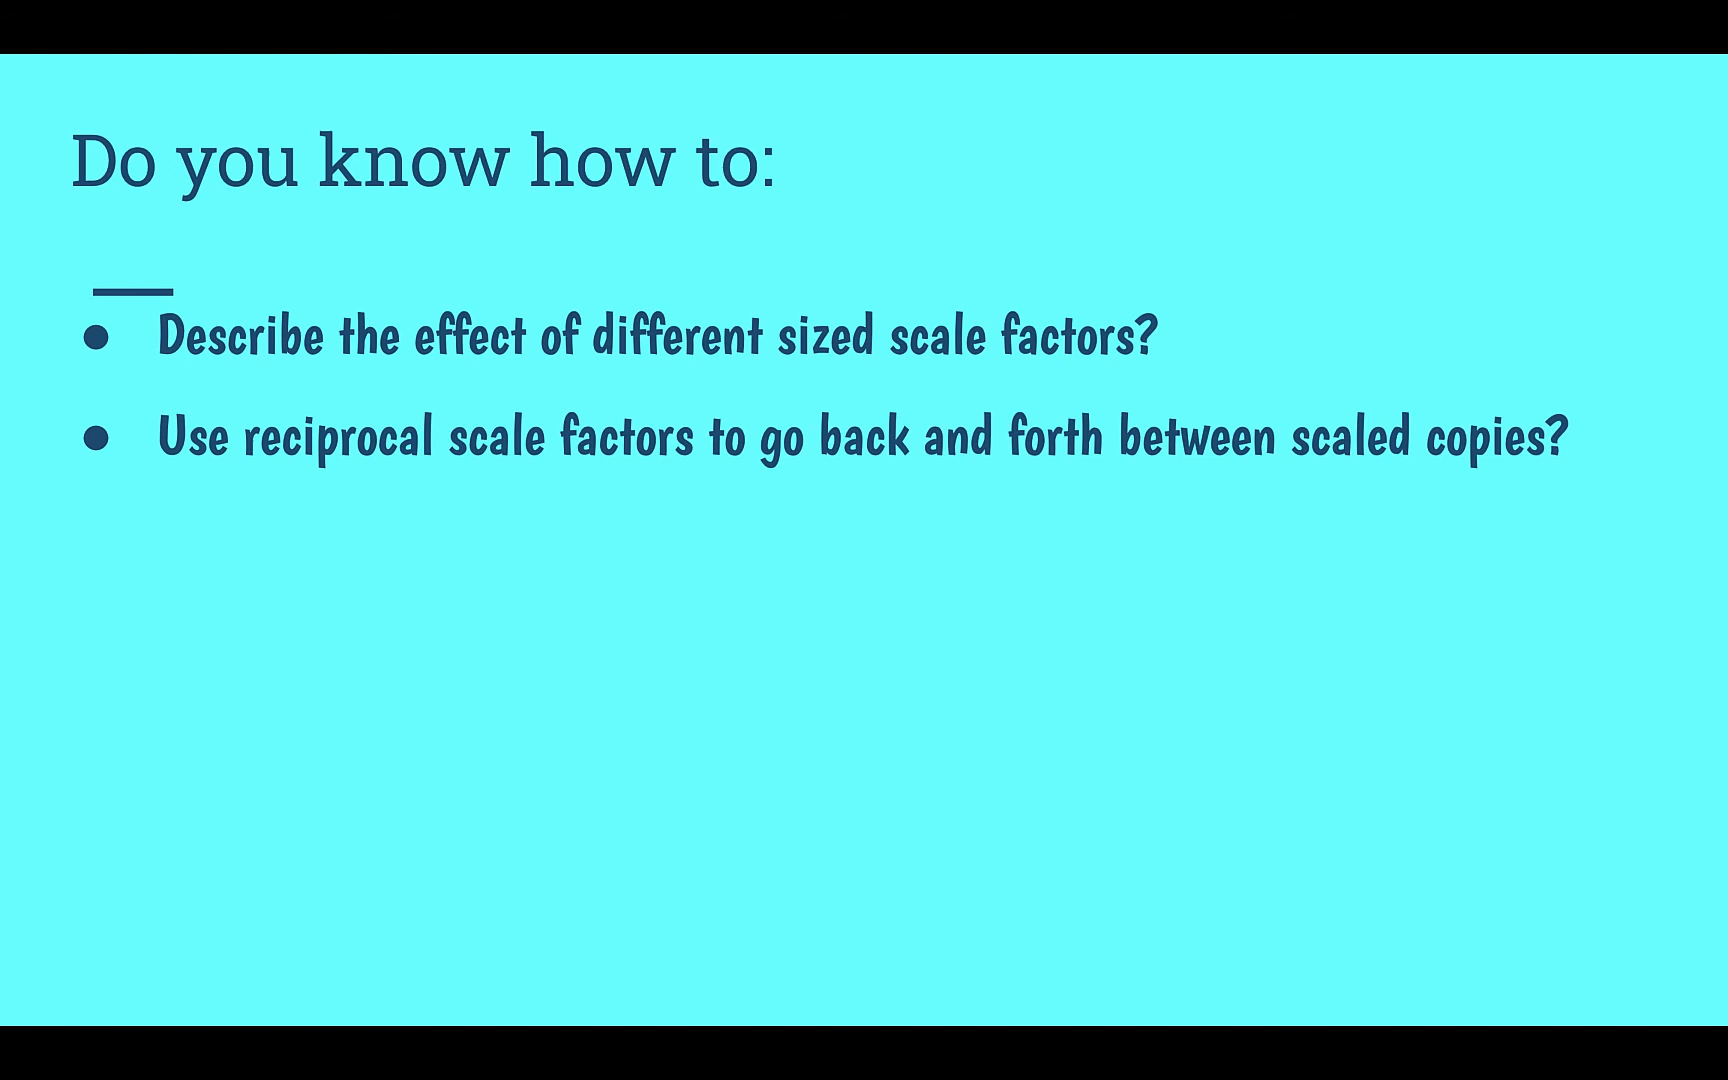 Do you know how to:
● Describe the effect of different sized scale factors?
● Use reciprocal scale factors to go back and forth between scaled copies?